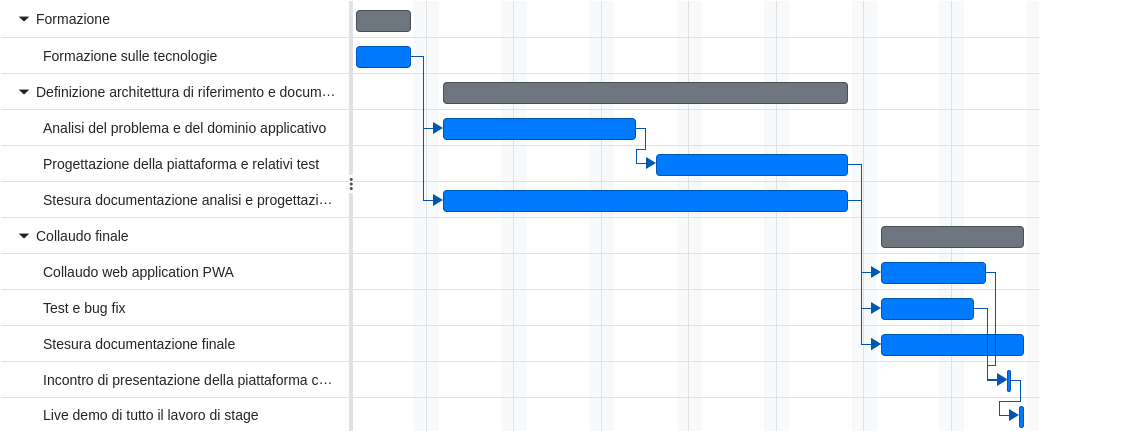 Formazione
Formazione sulle tecnologie
Definizione architettura di riferimento e docum...
Analisi del problema e del dominio applicativo
Progettazione della piattaforma e relativi test
Stesura documentazione analisi e progettazi...
Collaudo finale
Collaudo web application PWA
Test e bug fix
Stesura documentazione finale
Incontro di presentazione della piattaforma c...
Live demo di tutto il lavoro di stage